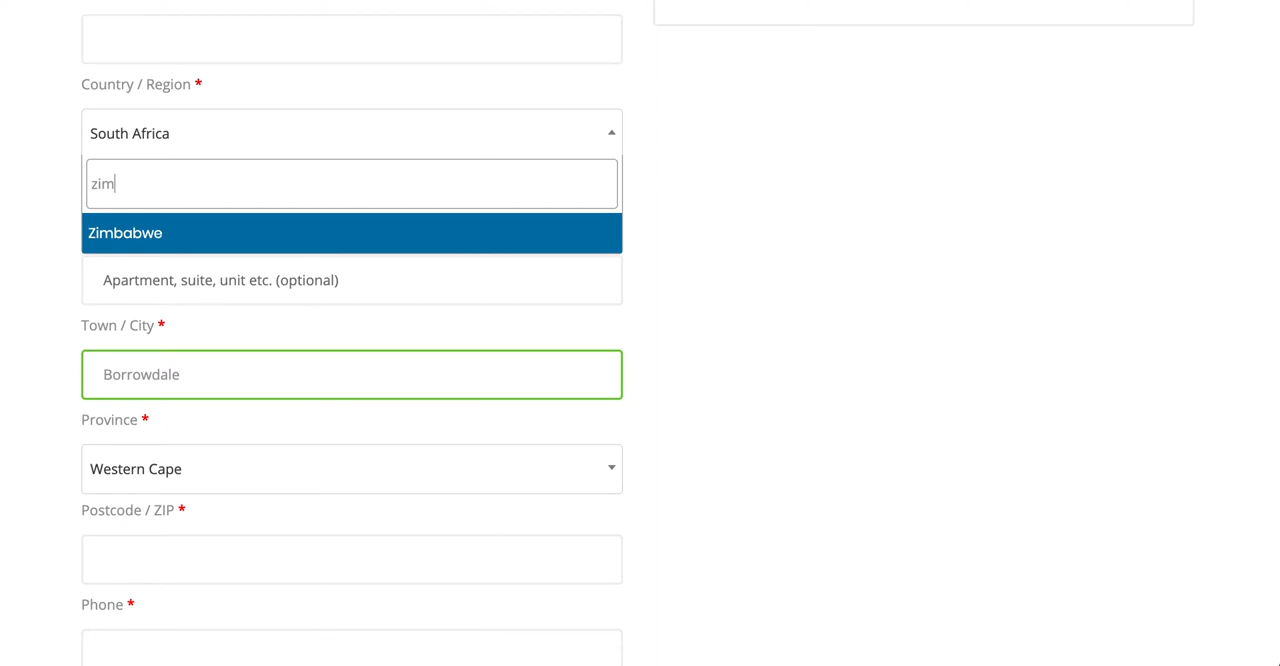 Country / Region *
South Africa
zim
Zimbabwe
Apartment, suite, unit etc. (optional)
Town / City *
Borrowdale
Province *
Western Cape
Postcode / ZIP *
Phone *